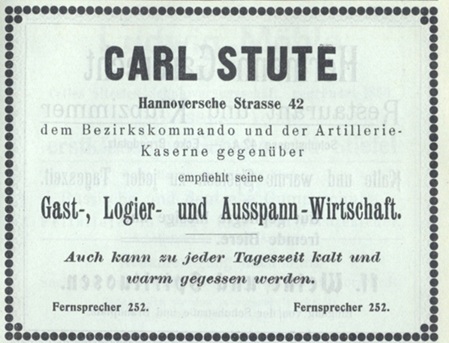 CARL STUTE
Hannoversche Strasse 42
dem Bezirkskommando und der Artillerie-
Kaserne gegenüber
empfiehlt seine
Gast-, Logier- und Ausspann-Wirtschaft.
Auch kann zu jeder Tageszeit kalt und
warm gegessen werden.
Fernsprecher 252. Fernsprecher 252.